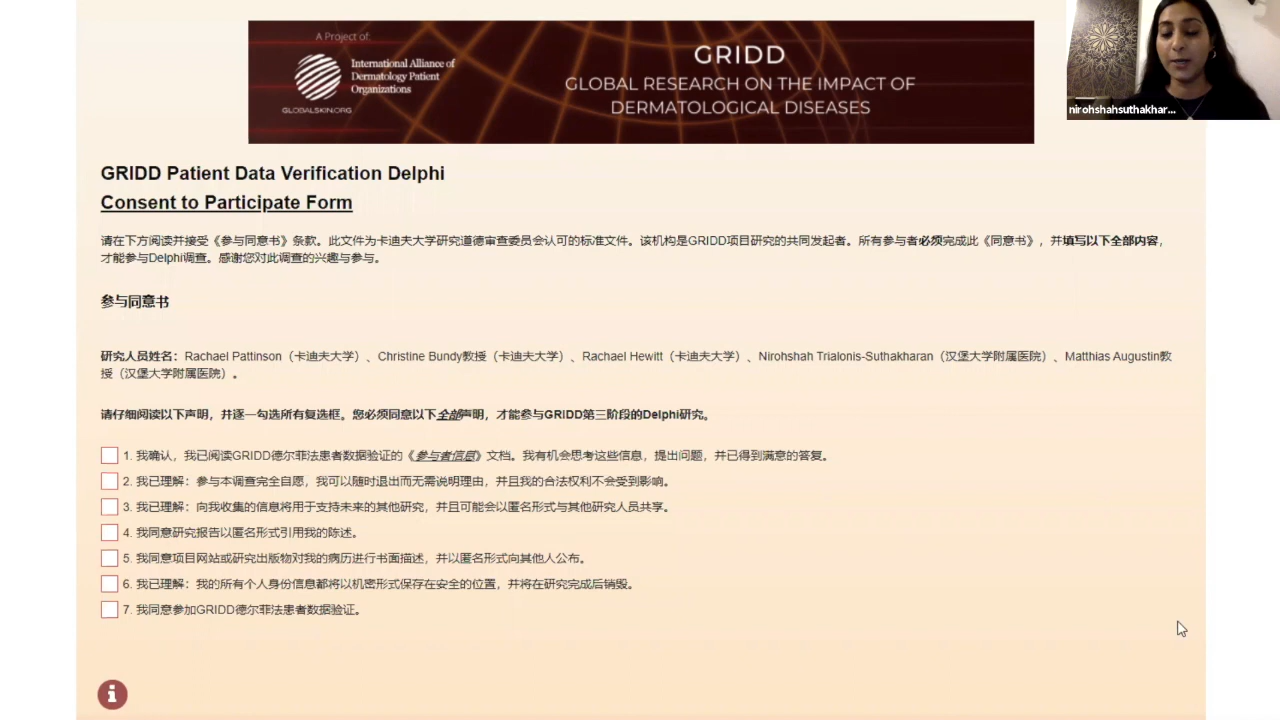 A Project of:
International Alliance of
Dermatology Patient
Organizations
GLOBALSKIN.ORG
GRIDD
GLOBAL RESEARCH ON THE IMPACT OF
DERMATOLOGICAL DISEASES
nirohshahsuthakhar...
GRIDD Patient Data Verification Delphi
Consent to Participate Form
请在下方阅读并接受《参与同意书》条款。此文件为卡迪夫大学研究道德审查委员会认可的标准文件。该机构是GRIDD项目研究的共同发起者。所有参与者必须完成此《同意书》，并填写以下全部内容，
才能参与Delphi调查。感谢您对此调查的兴趣与参与。
参与同意书
研究人员姓名：Rachael Pattinson（卡迪夫大学）、Christine Bundy教授（卡迪夫大学）、Rachael Hewitt（卡迪夫大学）、Nirohshah Trialonis-Suthakharan（汉堡大学附属医院）、Matthias Augustin教
授（汉堡大学附属医院）。
请仔细阅读以下声明，并逐一勾选所有复选框。您必须同意以下全部声明，才能参与GRIDD第三阶段的Delphi研究。
1. 我确认，我已阅读GRIDD德尔菲法患者数据验证的《参与者信息》文档。我有机会思考这些信息，提出问题，并已得到满意的答复。
2. 我已理解：参与本调查完全自愿，我可以随时退出而无需说明理由，并且我的合法权利不会受到影响。
3. 我已理解：向我收集的信息将用于支持未来的其他研究，并且可能会以匿名形式与其他研究人员共享。
4. 我同意研究报告以匿名形式引用我的陈述。
5. 我同意项目网站或研究出版物对我的病历进行书面描述，并以匿名形式向其他人公布。
6. 我已理解：我的所有个人身份信息都将以机密形式保存在安全的位置，并将在研究完成后销毁。
7. 我同意参加GRIDD德尔菲法患者数据验证。